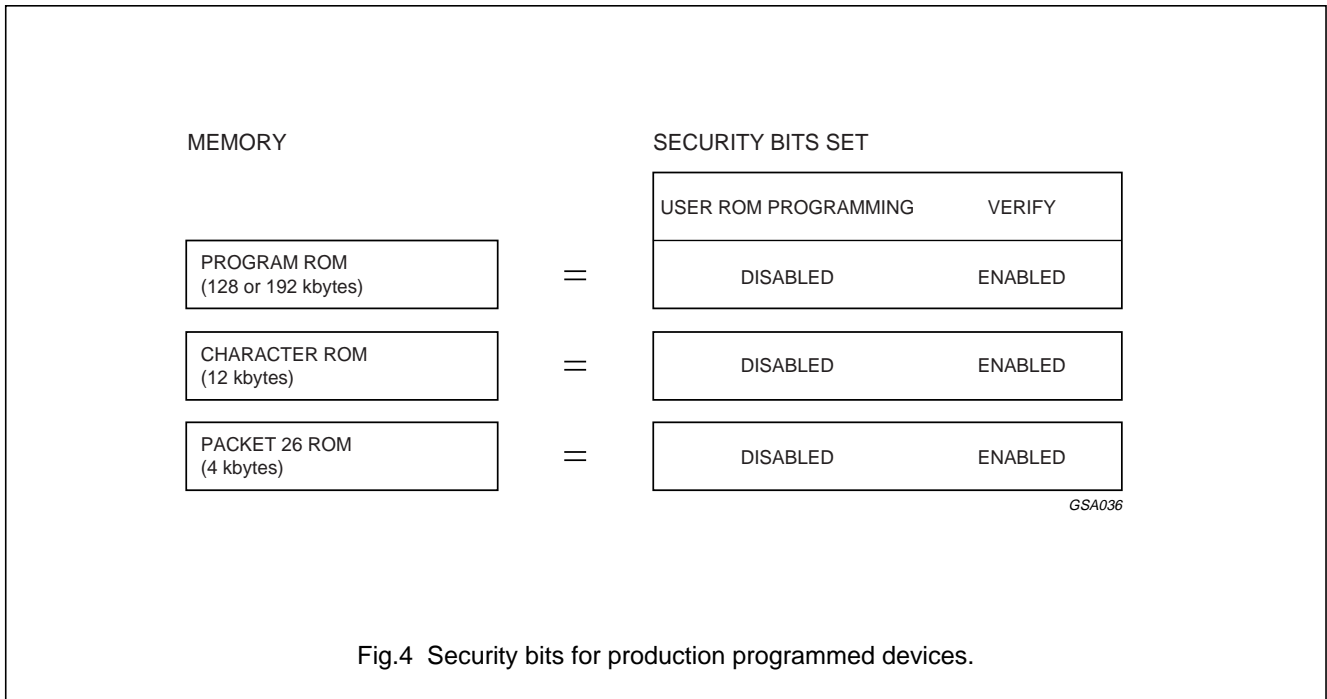 MEMORY SECURITY BITS SET
USER ROM PROGRAMMING VERIFY
PROGRAM ROM
(128 or 192 kbytes)
= DISABLED ENABLED
CHARACTER ROM
(12 kbytes)
= DISABLED ENABLED
PACKET 26 ROM
(4 kbytes)
= DISABLED ENABLED
GSA036
Fig.4 Security bits for production programmed devices.